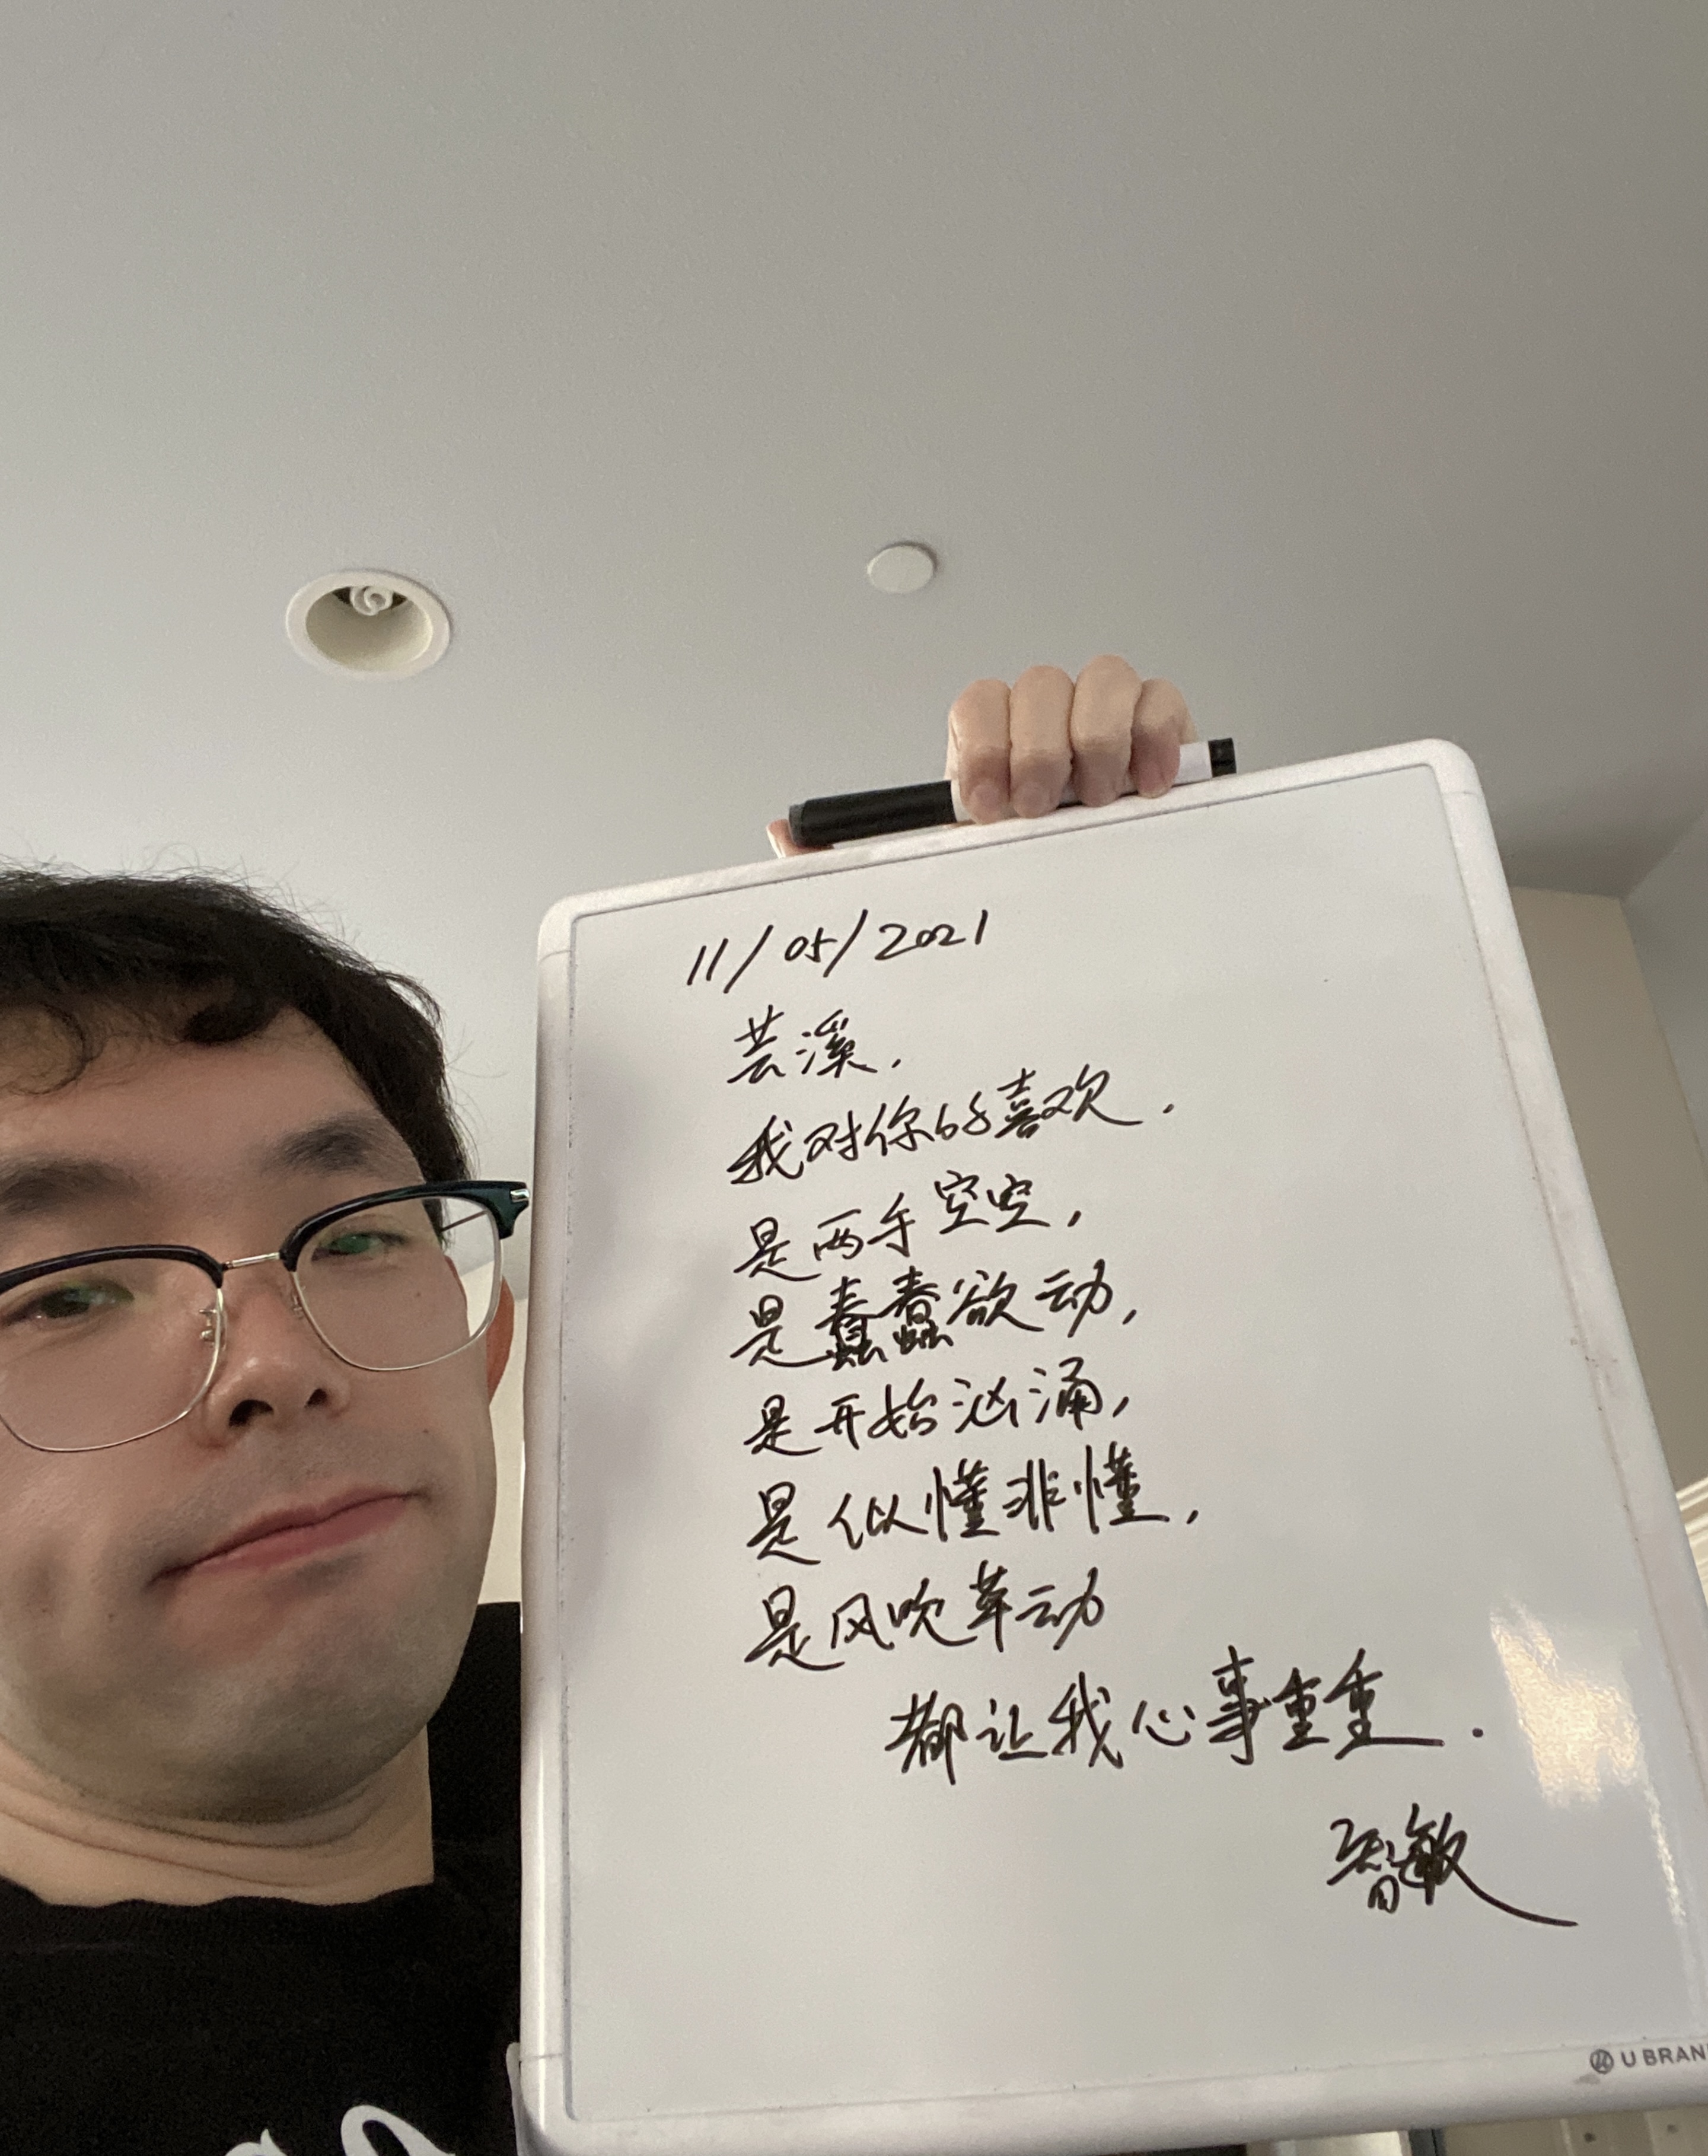 11/05/2021
芸溪，
我对你的喜欢．
是两手空空，
是蠢蠢欲动，
是开始汹涌，
是似懂非懂，
是风吹草动
都让我心事重重．
智敏
U BRAN